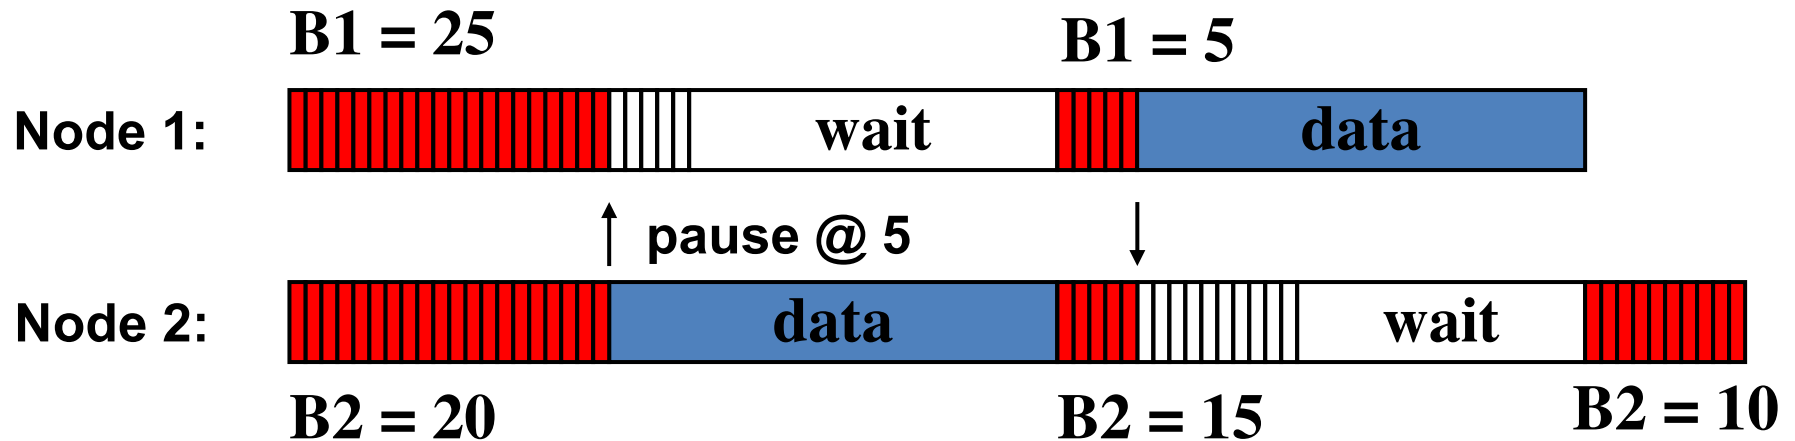 B1 = 25
B1 = 5
Node 1:
wait
data
pause @ 5
Node 2:
data
wait
B2 = 20
B2 = 15
B2 = 10